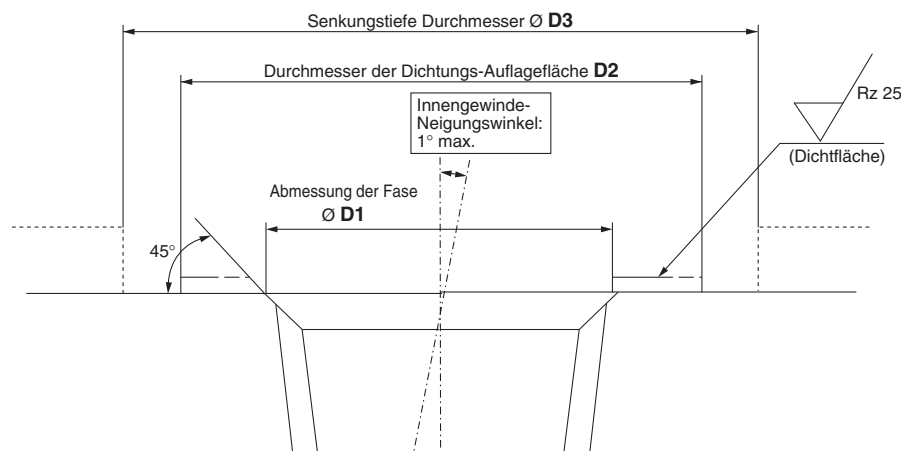 Senkungstiefe Durchmesser Ø D3
Durchmesser der Dichtungs-Auflagefläche D2
Innengewinde-
Neigungswinkel:
1° max.
Rz 25
(Dichtfläche)
Abmessung der Fase
Ø D1
45°